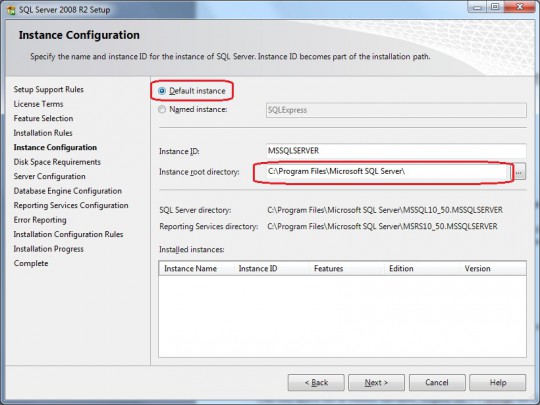 SQL Server 2008 R2 Setup
Instance Configuration
Specify the name and instance ID for the instance of SQL Server. Instance ID becomes part of the installation path.
Setup Support Rules
License Terms
Feature Selection
Installation Rules
Instance Configuration
Disk Space Requirements
Server Configuration
Database Engine Configuration
Reporting Services Configuration
Error Reporting
Installation Configuration Rules
Installation Progress
Complete
Default instance
Named instance: SQLExpress
Instance ID: MSSQLSERVER
Instance root directory: C:\Program Files\Microsoft SQL Server\ ...
SQL Server directory: C:\Program Files\Microsoft SQL Server\MSSQL10_50.MSSQLSERVER
Reporting Services directory: C:\Program Files\Microsoft SQL Server\MSRS10_50.MSSQLSERVER
Installed instances:
Instance Name Instance ID Features Edition Version
< Back Next > Cancel Help